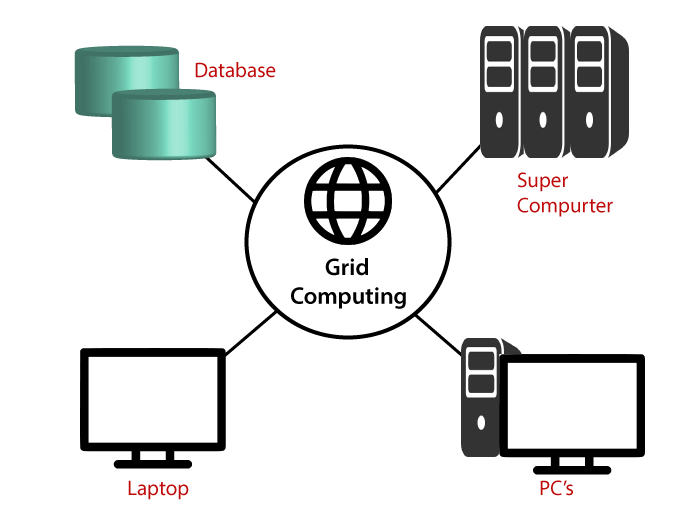 Database
Super
Compurter
Grid
Computing
Laptop
PC's